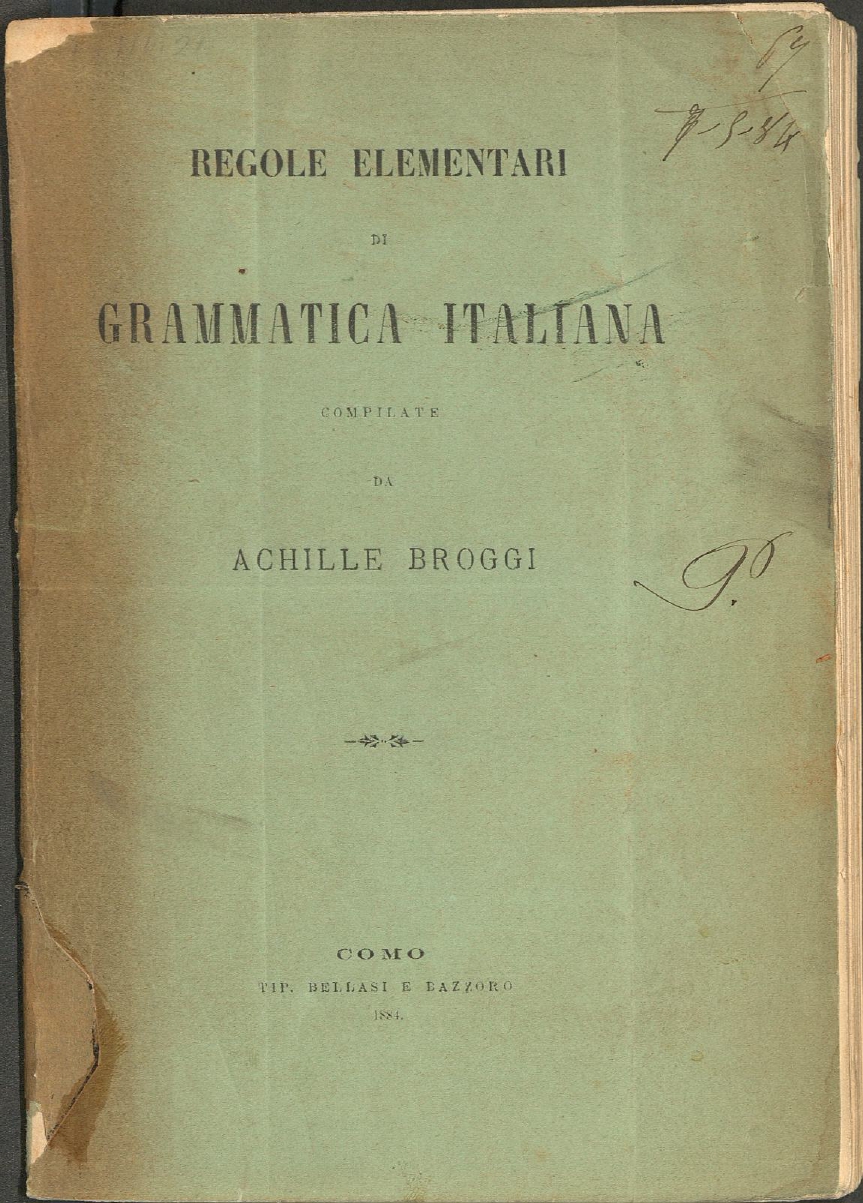 REGOLE ELEMENTARI
DI
GRAMMATICA ITALIANA
COMPILATE
DA
ACHILLE BROGGI
COMO
TIP. BELLASI E BAZZORO
1884.